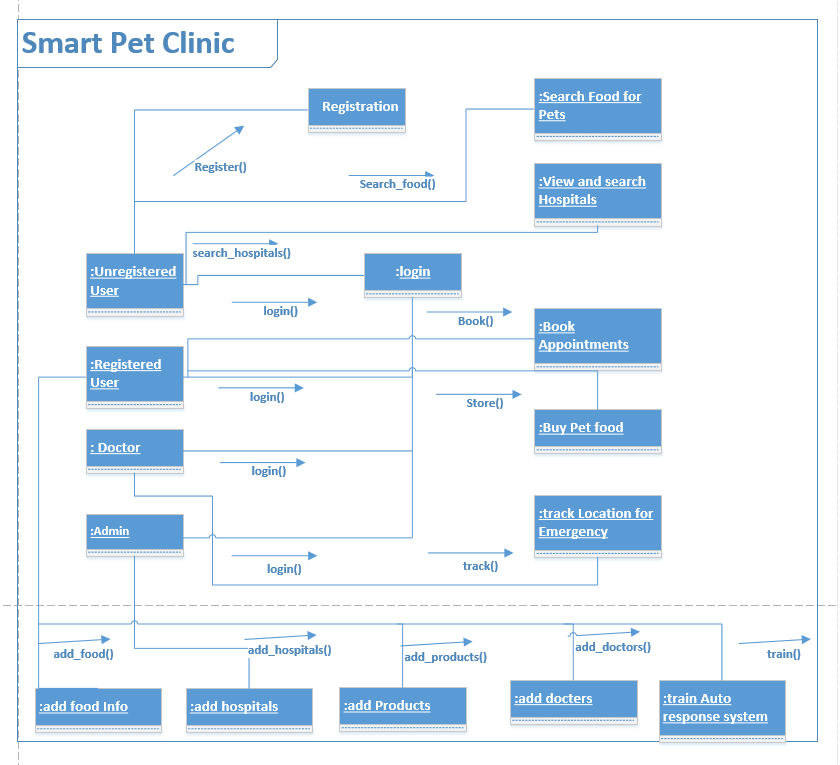 Smart Pet Clinic
Registration
:Search Food for
Pets
Register()
Search_food()
:View and search
Hospitals
search_hospitals()
:Unregistered
User
:login
login()
Book()
:Book
Appointments
:Registered
User
login()
Store()
:Buy Pet food
: Doctor
login()
:Admin
:track Location for
Emergency
login()
track()
add_food()
add_hospitals()
add_products()
add_doctors()
train()
:add food Info
:add hospitals
:add Products
:add docters
:train Auto
response system